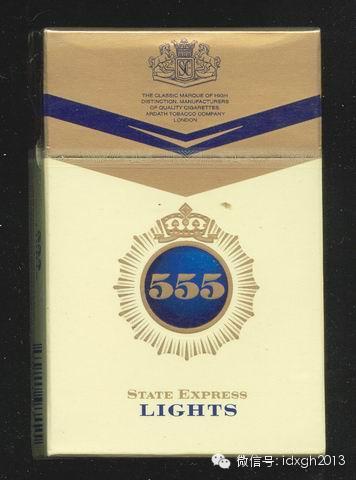 THE CLASSIC MARQUE OF HIGH
DISTINCTION. MANUFACTURERS
OF QUALITY CIGARETTES.
ARDATH TOBACCO COMPANY
LONDON
555
STATE EXPRESS
LIGHTS
微信号: idxgh2013